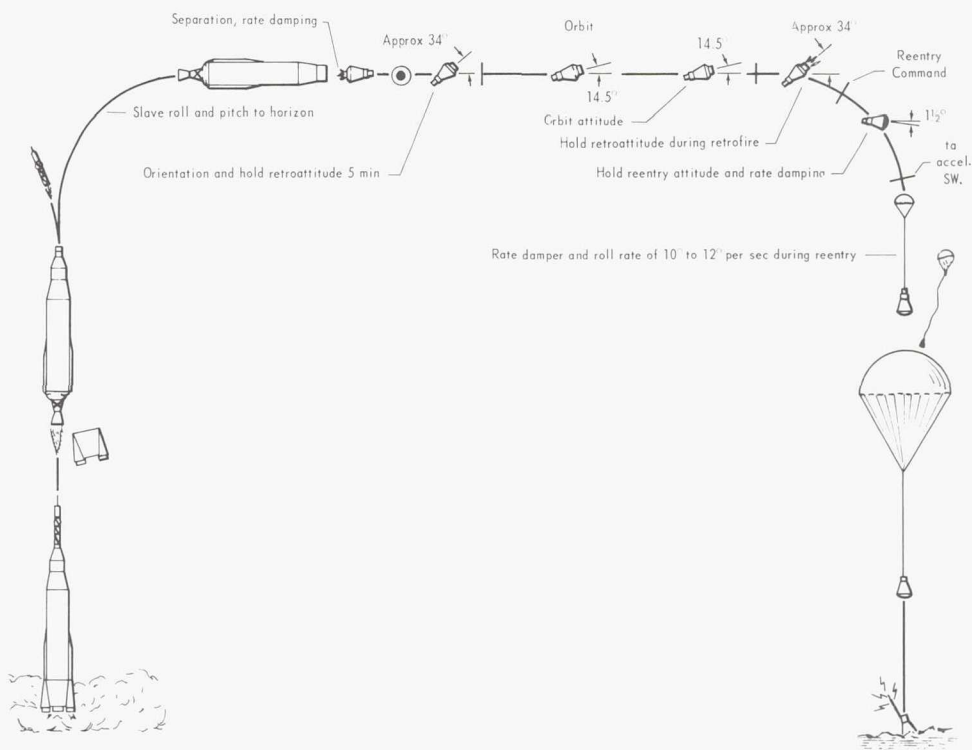 Separation, rate damping
Approx 34°
Orbit
14.5°
Approx 34°
Reentry
Command
Slave roll and pitch to horizon
14.5°
Orbit attitude
1½°
Hold retroattitude during retrofire
Orientation and hold retroattitude 5 min
Hold reentry attitude and rate damping
ta
accel.
SW.
Rate damper and roll rate of 10° to 12° per sec during reentry